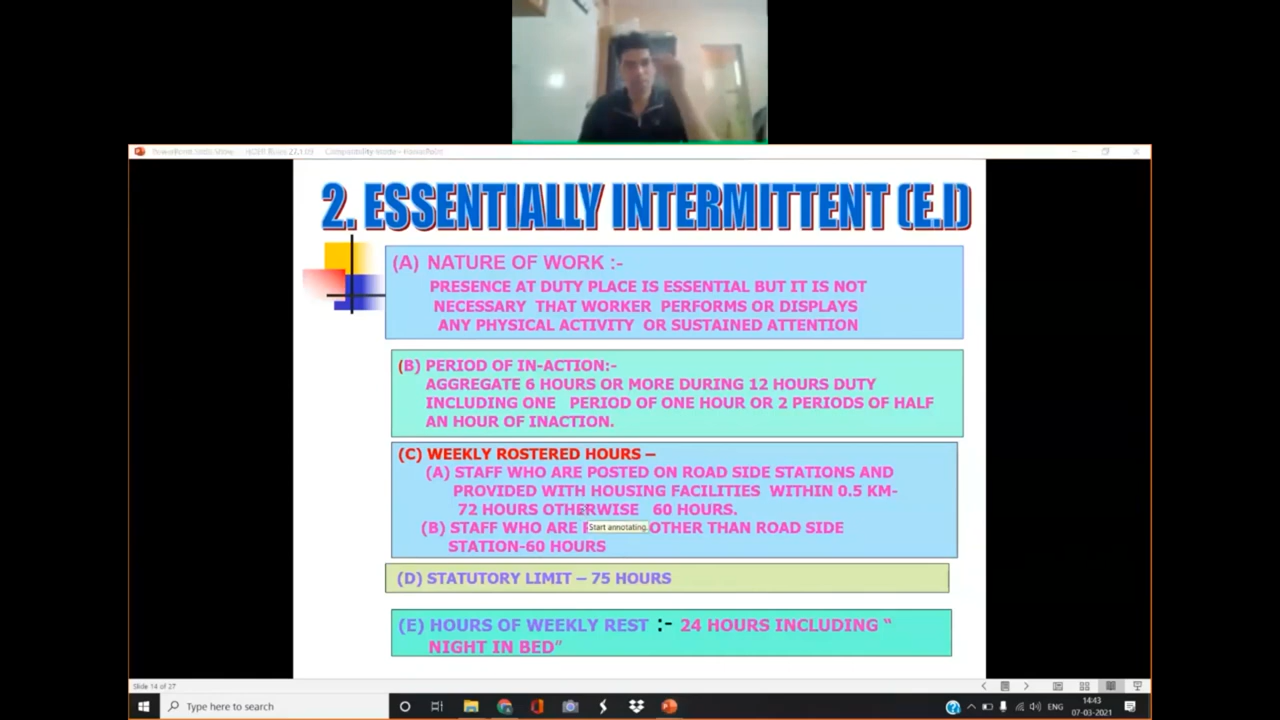 2. ESSENTIALLY INTERMITTENT (E.I)
(A) NATURE OF WORK :-
PRESENCE AT DUTY PLACE IS ESSENTIAL BUT IT IS NOT
NECESSARY THAT WORKER PERFORMS OR DISPLAYS
ANY PHYSICAL ACTIVITY OR SUSTAINED ATTENTION
(B) PERIOD OF IN-ACTION:-
AGGREGATE 6 HOURS OR MORE DURING 12 HOURS DUTY
INCLUDING ONE PERIOD OF ONE HOUR OR 2 PERIODS OF HALF
AN HOUR OF INACTION.
(C) WEEKLY ROSTERED HOURS –
(A) STAFF WHO ARE POSTED ON ROAD SIDE STATIONS AND
PROVIDED WITH HOUSING FACILITIES WITHIN 0.5 KM-
72 HOURS OTHERWISE 60 HOURS.
(B) STAFF WHO ARE OTHER THAN ROAD SIDE
Start annotating.
STATION-60 HOURS
(D) STATUTORY LIMIT – 75 HOURS
(E) HOURS OF WEEKLY REST :- 24 HOURS INCLUDING “
NIGHT IN BED”
Slide 14 of 27
Type here to search
ENG
14:43
07-03-2021